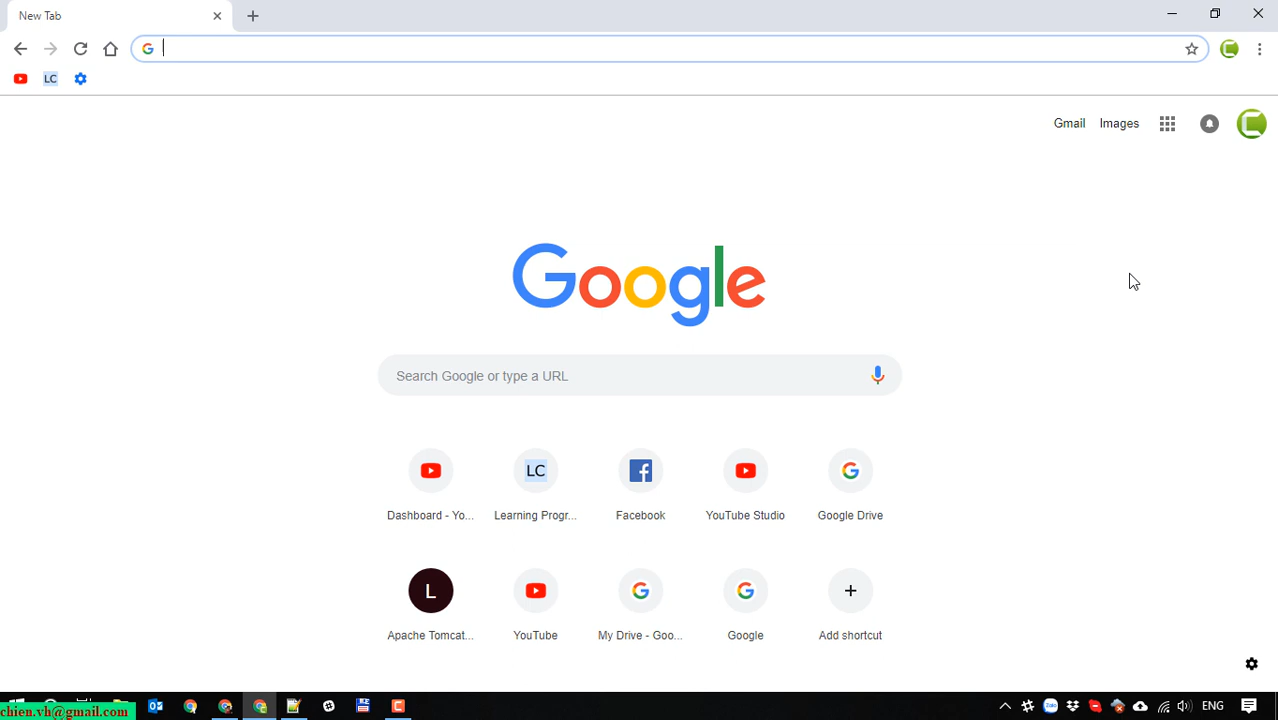 New Tab
LC
Gmail Images
Google
Search Google or type a URL
LC
Dashboard - Yo...
Learning Progr...
Facebook
YouTube Studio
Google Drive
L
Apache Tomcat...
YouTube
My Drive - Goo...
Google
Add shortcut
chien.vh@gmail.com
Zalo
ENG